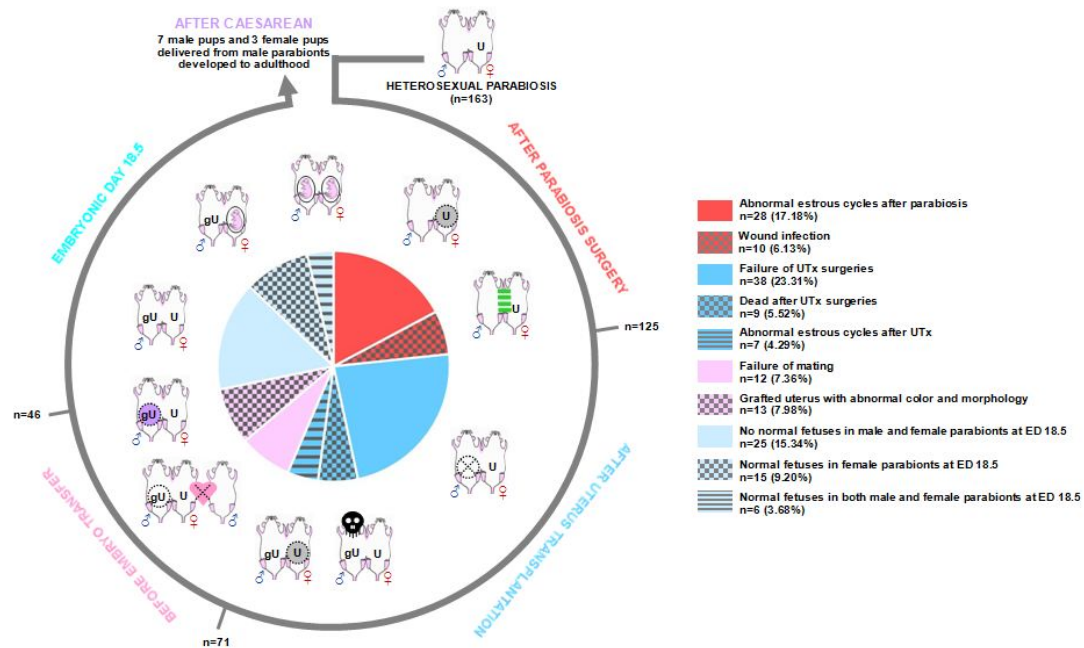 AFTER CAESAREAN
7 male pups and 3 female pups
delivered from male parabionts
developed to adulthood
U
♂
♀
HETEROSEXUAL PARABIOSIS
(n=163)
EMBRYONIC DAY 18.5
AFTER PARABIOSIS SURGERY
♂ ♀
gU
♂ ♀
U
♂ ♀
U
♂ ♀
gU U
♂ ♀
n=125
n=46
gU U
♂ ♀
U
♂ ♀
gU U
♂ ♀ ♂
gU U
♂ ♀
gU U
♂ ♀
BEFORE EMBRYO TRANSFER
AFTER UTERUS TRANSPLANTATION
n=71
Abnormal estrous cycles after parabiosis
n=28 (17.18%)
Wound infection
n=10 (6.13%)
Failure of UTx surgeries
n=38 (23.31%)
Dead after UTx surgeries
n=9 (5.52%)
Abnormal estrous cycles after UTx
n=7 (4.29%)
Failure of mating
n=12 (7.36%)
Grafted uterus with abnormal color and morphology
n=13 (7.98%)
No normal fetuses in male and female parabionts at ED 18.5
n=25 (15.34%)
Normal fetuses in female parabionts at ED 18.5
n=15 (9.20%)
Normal fetuses in both male and female parabionts at ED 18.5
n=6 (3.68%)